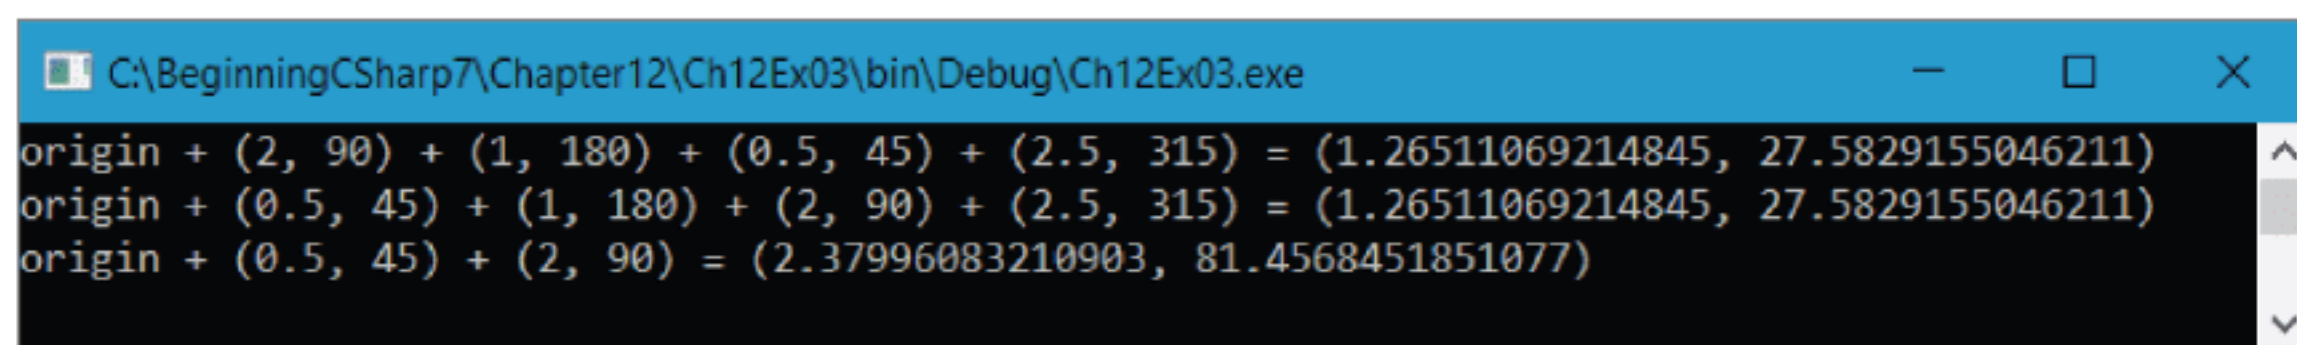 C:\BeginningCSharp7\Chapter12\Ch12Ex03\bin\Debug\Ch12Ex03.exe
origin + (2, 90) + (1, 180) + (0.5, 45) + (2.5, 315) = (1.26511069214845, 27.5829155046211)
origin + (0.5, 45) + (1, 180) + (2, 90) + (2.5, 315) = (1.26511069214845, 27.5829155046211)
origin + (0.5, 45) + (2, 90) = (2.37996083210903, 81.4568451851077)